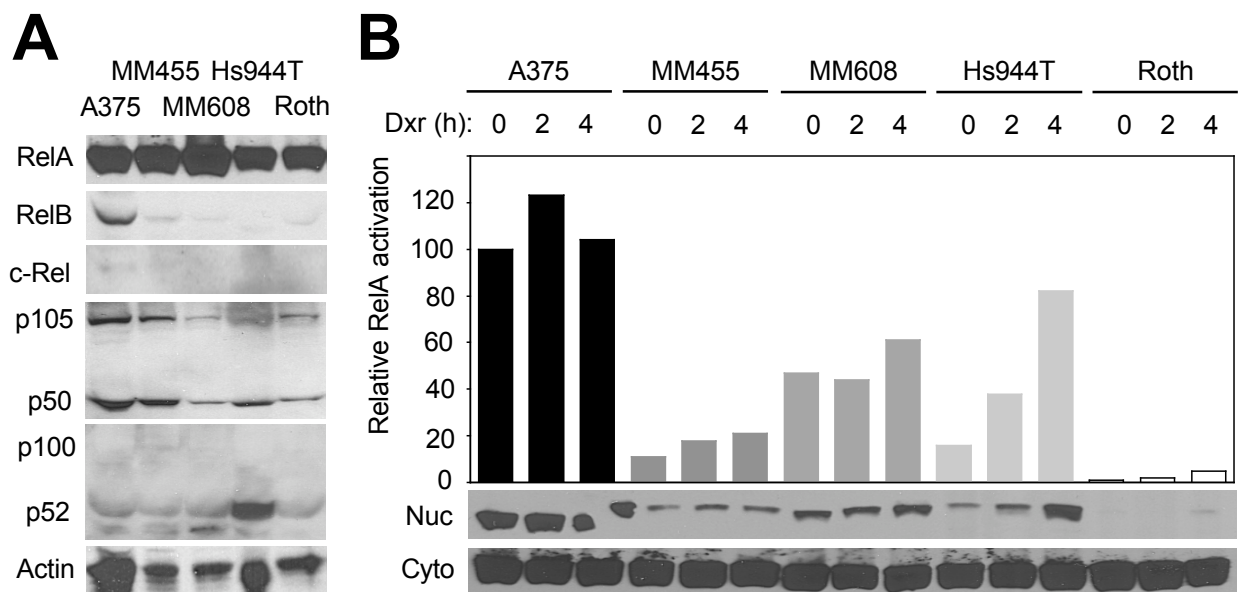 A
MM455 Hs944T
A375 MM608 Roth
RelA
RelB
c-Rel
p105
p50
p100
p52
Actin
B
A375 MM455 MM608 Hs944T Roth
Dxr (h): 0 2 4 0 2 4 0 2 4 0 2 4 0 2 4
Relative RelA activation
120
100
80
60
40
20
0
Nuc
Cyto